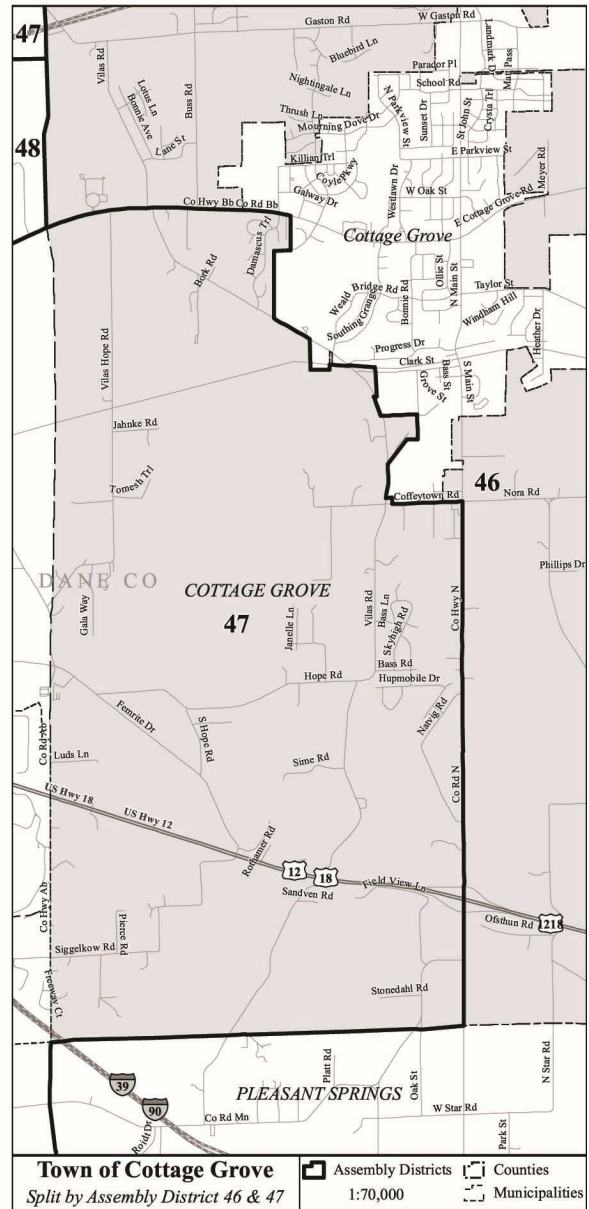 47
48
Gaston Rd
W Gaston Rd
Vilas Rd
Lotus Ln
Bonnie Ave
Buss Rd
Lane St
Bluebird Ln
Nightingale Ln
Thrush Ln
Mourning Dove Dr
Parador Pl
School Rd
Landmark D
Main Pass
N Parkview St
Sunset Dr
St John St
Crysta Trl
Killian Trl
Coyle Pkwy
E Parkview St
Meyer Rd
Galway Dr
Westlawn Dr
W Oak St
Co Hwy Bb Co Rd Bb
E Cottage Grove Rd
Cottage Grove
Damascus Trl
Bork Rd
Ollie St
N Main St
Weald
Bridge Rd
Taylor St
Southing Grange
Bonnie Rd
Windham Hill
Vilas Hope Rd
Progress Dr
Heather Dr
Clark St
Bass St
S Main St
Grove St
Jahnke Rd
46
Tomesh Trl
Coffeytown Rd
Nora Rd
Phillips Dr
DANE CO
COTTAGE GROVE
47
Gala Way
Janelle Ln
Vilas Rd
Bass Ln
Skyhigh Rd
Co Hwy N
Bass Rd
Hope Rd
Hupmobile Dr
Femrite Dr
S Hope Rd
Natvig Rd
Co Rd Ab
Luds Ln
Sime Rd
Co Rd N
US Hwy 18
US Hwy 12
Rothamer Rd
12
18
Field View Ln
Sandven Rd
Co Hwy Ab
Pierce Rd
Ofsthun Rd
1218
Siggelkow Rd
Freeway Ct
Stonedahl Rd
39
90
Platt Rd
Oak St
N Star Rd
PLEASANT SPRINGS
Co Rd Mn
W Star Rd
Roidt Dr
Park St
Town of Cottage Grove
Split by Assembly District 46 & 47
Assembly Districts
Counties
1:70,000
Municipalities